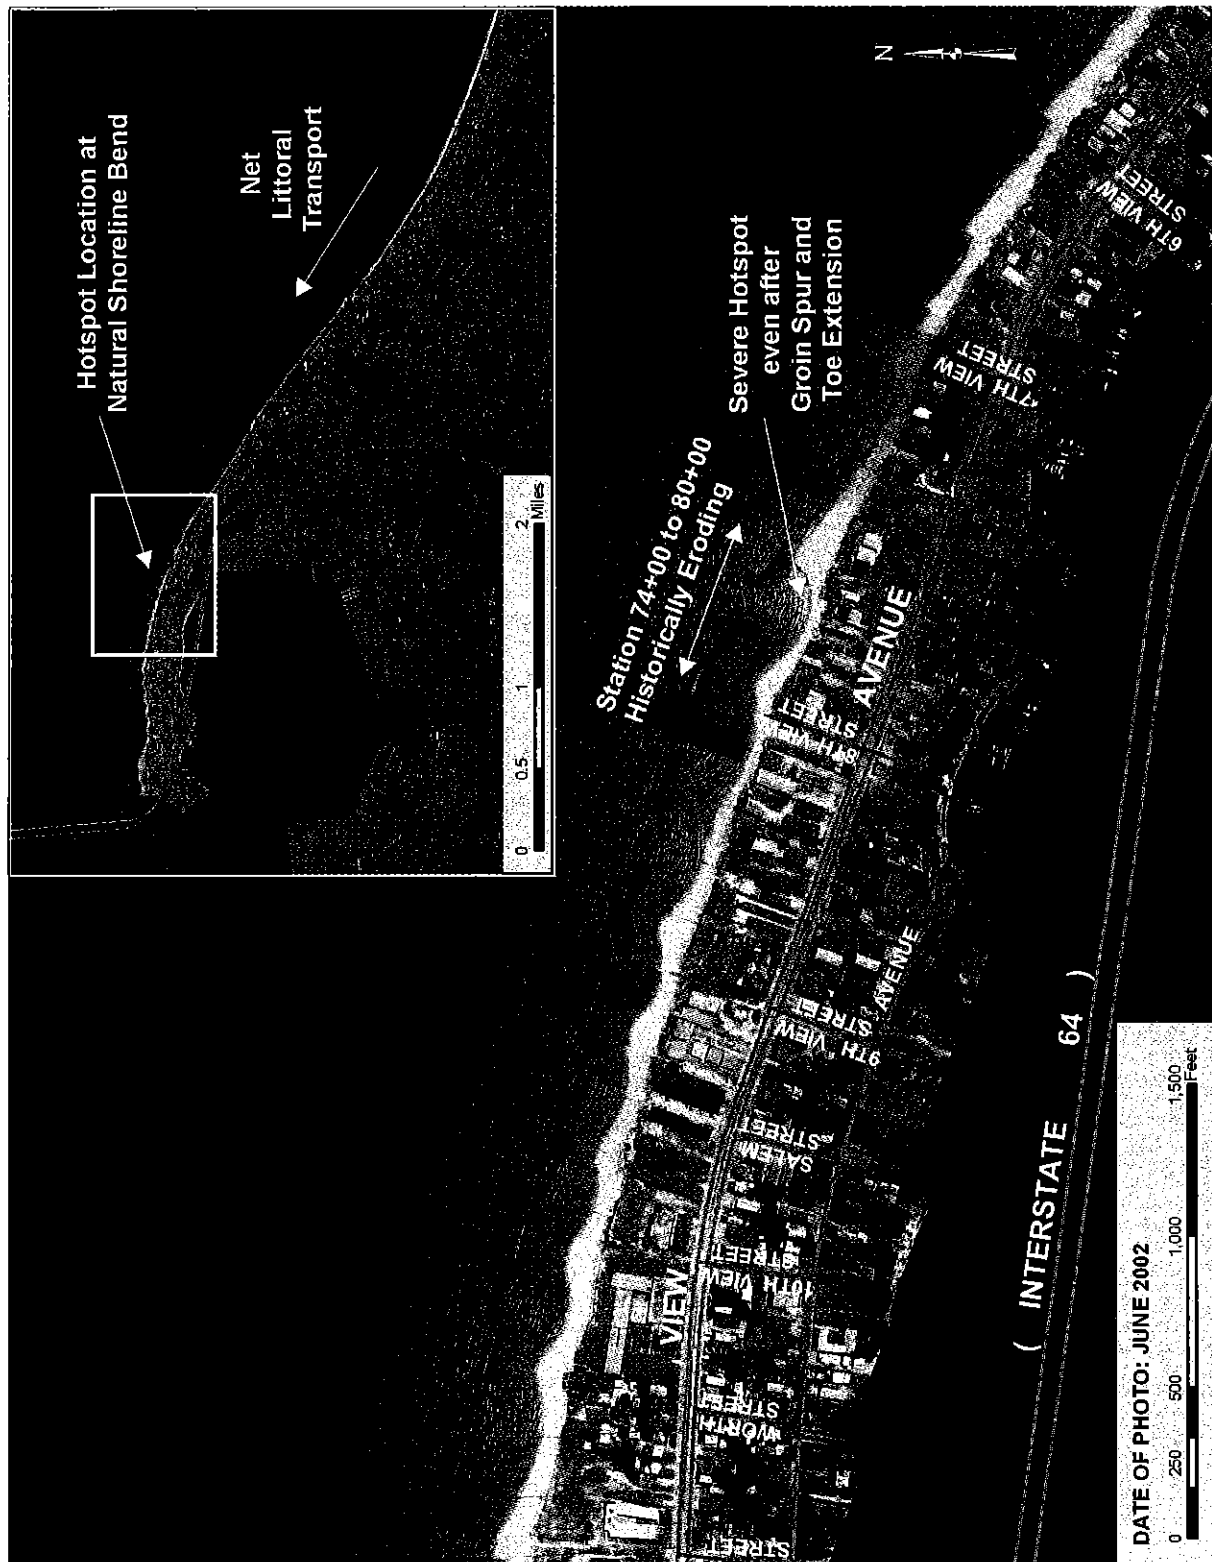 Hotspot Location at
Natural Shoreline Bend
Net
Littoral
Transport
0 0.5 1 2
Miles
N
Station 74+00 to 80+00
Historically Eroding
Severe Hotspot
even after
Groin Spur and
Toe Extension
STREET
WORTH
STREET
VIEW
10TH VIEW
STREET
SALEM
STREET
9TH VIEW
STREET
AVENUE
8TH VIEW
STREET
AVENUE
7TH VIEW
STREET
6TH VIEW
STREET
( INTERSTATE 64 )
DATE OF PHOTO: JUNE 2002
0 250 500 1,000 1,500
Feet